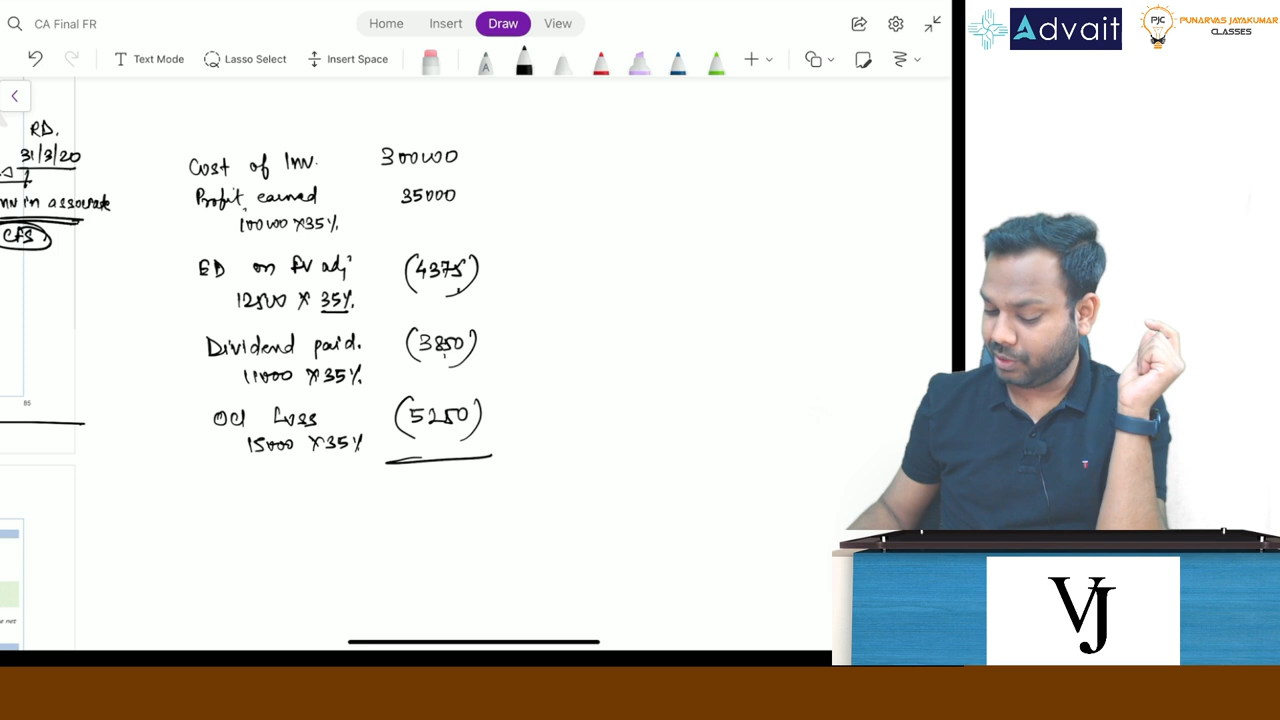 CA Final FR
Home Insert Draw View
Text Mode
Lasso Select
Insert Space
Advait
PJC
PUNARVAS JAYAKUMAR
CLASSES
RD.
31/3/20
Inv in associate
CFS
85
Cost of Inv. 300000
Profit earned 35000
100000 X 35%
ED on FV adj (4375)
12500 X 35%.
Dividend paid. (3850)
11000 X 35%.
OCI Loss (5250)
15000 X 35%
VJ